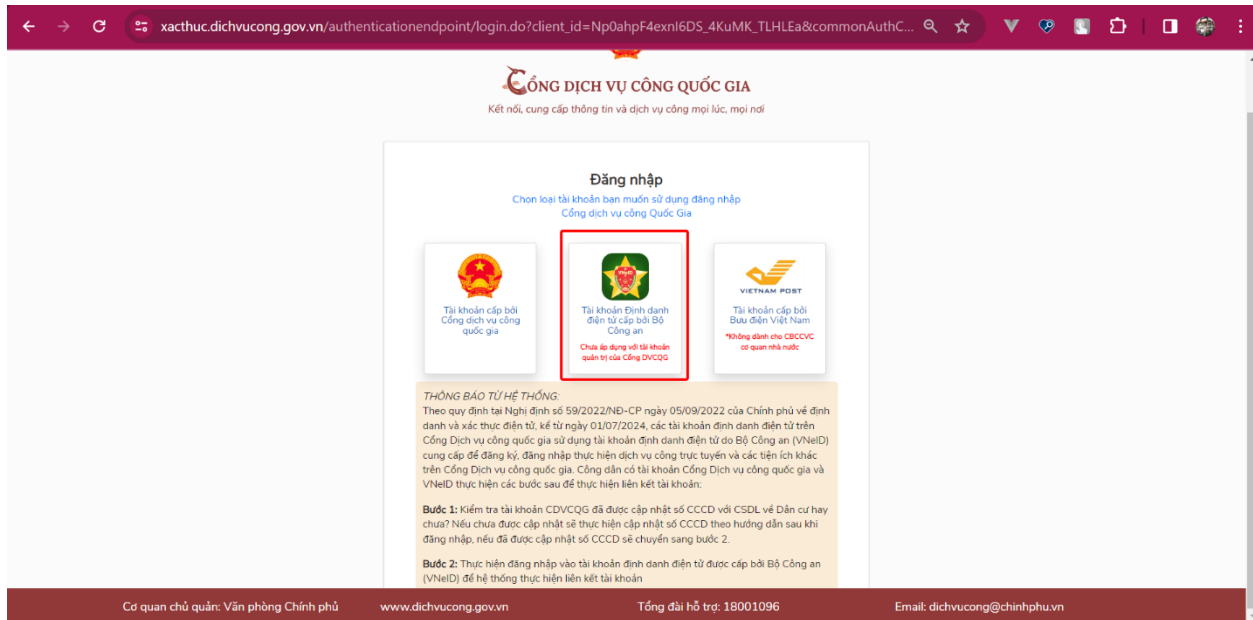 xacthuc.dichvucong.gov.vn/authenticationendpoint/login.do?client_id=Np0ahpF4exnI6DS_4KuMK_TLHLEa&commonAuthC...
CỔNG DỊCH VỤ CÔNG QUỐC GIA
Kết nối, cung cấp thông tin và dịch vụ công mọi lúc, mọi nơi
Đăng nhập
Chọn loại tài khoản bạn muốn sử dụng đăng nhập
Cổng dịch vụ công Quốc Gia
Tài khoản cấp bởi
Cổng dịch vụ công
quốc gia
VNeID
Tài khoản Định danh
điện tử cấp bởi Bộ
Công an
Chưa áp dụng với tài khoản
quản trị của Cổng DVCQG
VIETNAM POST
Tài khoản cấp bởi
Bưu điện Việt Nam
*Không dành cho CBCCVC
cơ quan nhà nước
THÔNG BÁO TỪ HỆ THỐNG:
Theo quy định tại Nghị định số 59/2022/NĐ-CP ngày 05/09/2022 của Chính phủ về định
danh và xác thực điện tử, kể từ ngày 01/07/2024, các tài khoản định danh điện tử trên
Cổng Dịch vụ công quốc gia sử dụng tài khoản định danh điện tử do Bộ Công an (VNeID)
cung cấp để đăng ký, đăng nhập thực hiện dịch vụ công trực tuyến và các tiện ích khác
trên Cổng Dịch vụ công quốc gia. Công dân có tài khoản Cổng Dịch vụ công quốc gia và
VNeID thực hiện các bước sau để thực hiện liên kết tài khoản:
Bước 1: Kiểm tra tài khoản CDVCQG đã được cập nhật số CCCD với CSDL về Dân cư hay
chưa? Nếu chưa được cập nhật sẽ thực hiện cập nhật số CCCD theo hướng dẫn sau khi
đăng nhập, nếu đã được cập nhật số CCCD sẽ chuyển sang bước 2.
Bước 2: Thực hiện đăng nhập vào tài khoản định danh điện tử được cấp bởi Bộ Công an
(VNeID) để hệ thống thực hiện liên kết tài khoản
Cơ quan chủ quản: Văn phòng Chính phủ www.dichvucong.gov.vn Tổng đài hỗ trợ: 18001096 Email: dichvucong@chinhphu.vn